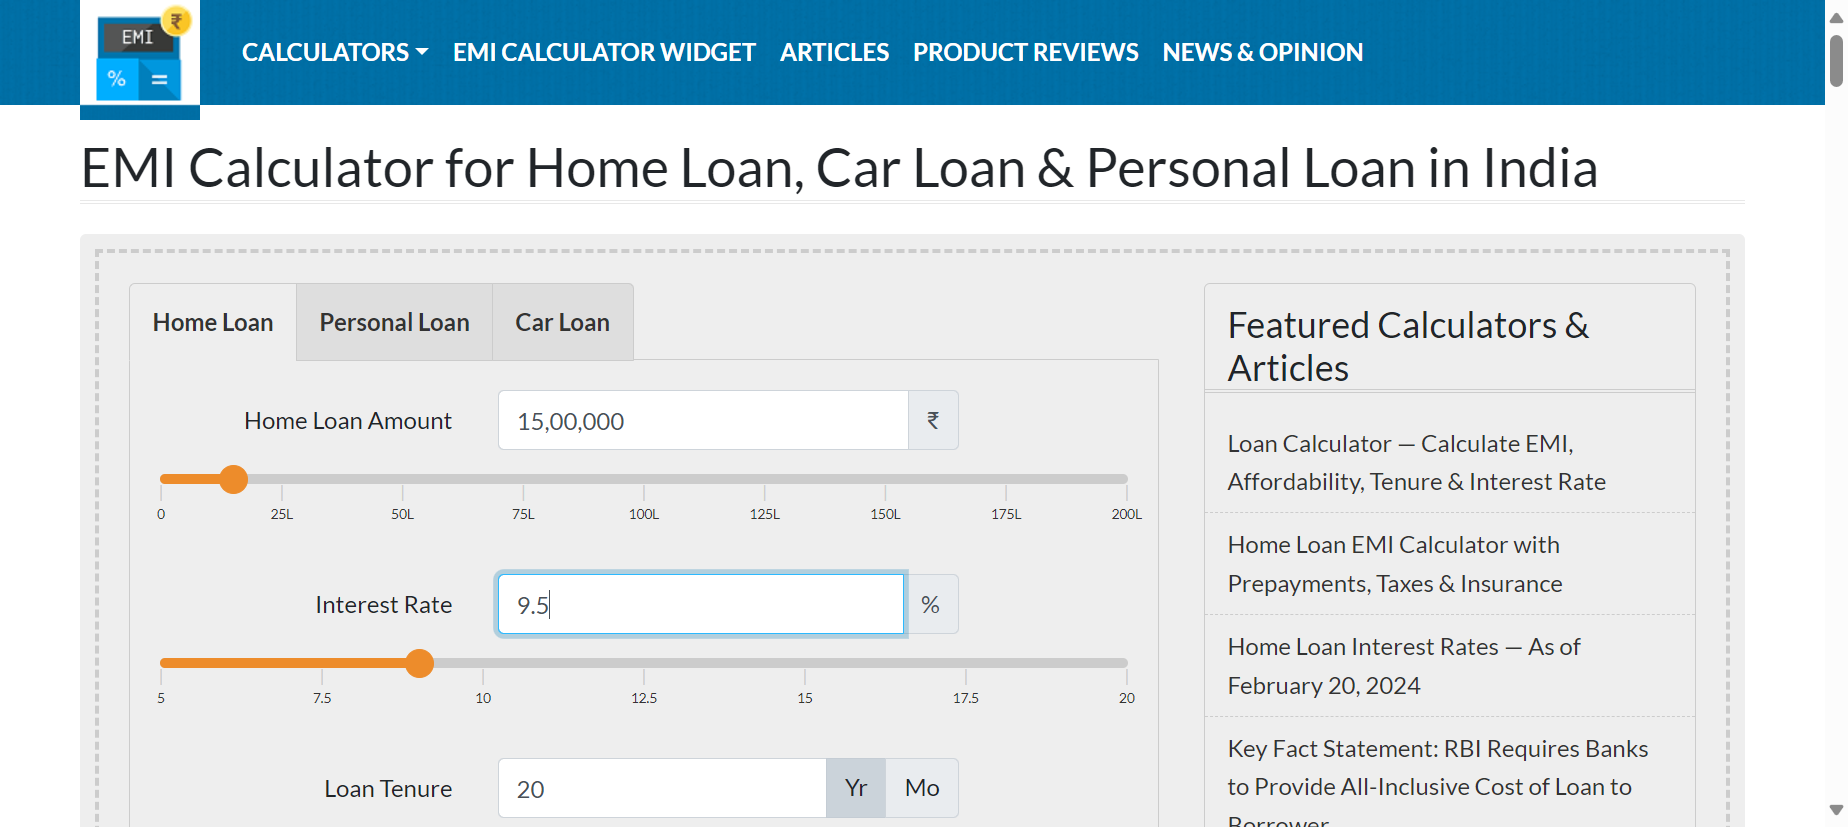 EMI
% =
₹
CALCULATORS EMI CALCULATOR WIDGET ARTICLES PRODUCT REVIEWS NEWS & OPINION
EMI Calculator for Home Loan, Car Loan & Personal Loan in India
Home Loan Personal Loan Car Loan
Home Loan Amount 15,00,000 ₹
0 25L 50L 75L 100L 125L 150L 175L 200L
Interest Rate 9.5 %
5 7.5 10 12.5 15 17.5 20
Loan Tenure 20 Yr Mo
Featured Calculators &
Articles
Loan Calculator — Calculate EMI,
Affordability, Tenure & Interest Rate
Home Loan EMI Calculator with
Prepayments, Taxes & Insurance
Home Loan Interest Rates — As of
February 20, 2024
Key Fact Statement: RBI Requires Banks
to Provide All-Inclusive Cost of Loan to
Borrower